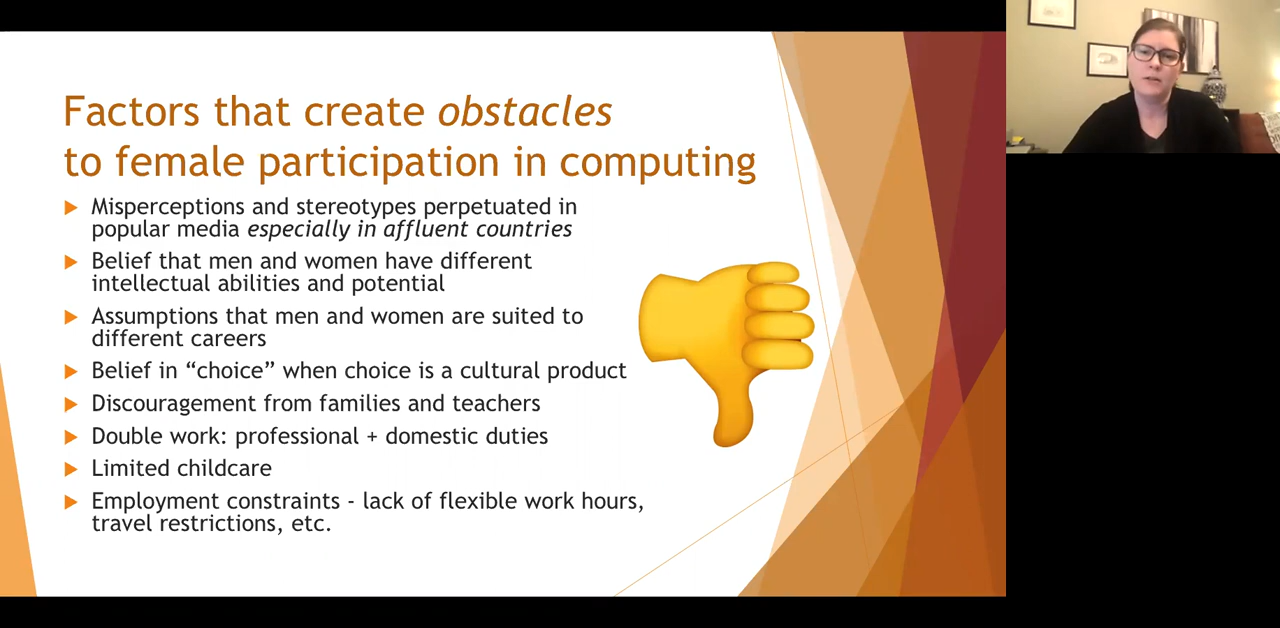 Factors that create obstacles
to female participation in computing
Misperceptions and stereotypes perpetuated in
popular media especially in affluent countries
Belief that men and women have different
intellectual abilities and potential
Assumptions that men and women are suited to
different careers
Belief in “choice” when choice is a cultural product
Discouragement from families and teachers
Double work: professional + domestic duties
Limited childcare
Employment constraints - lack of flexible work hours,
travel restrictions, etc.